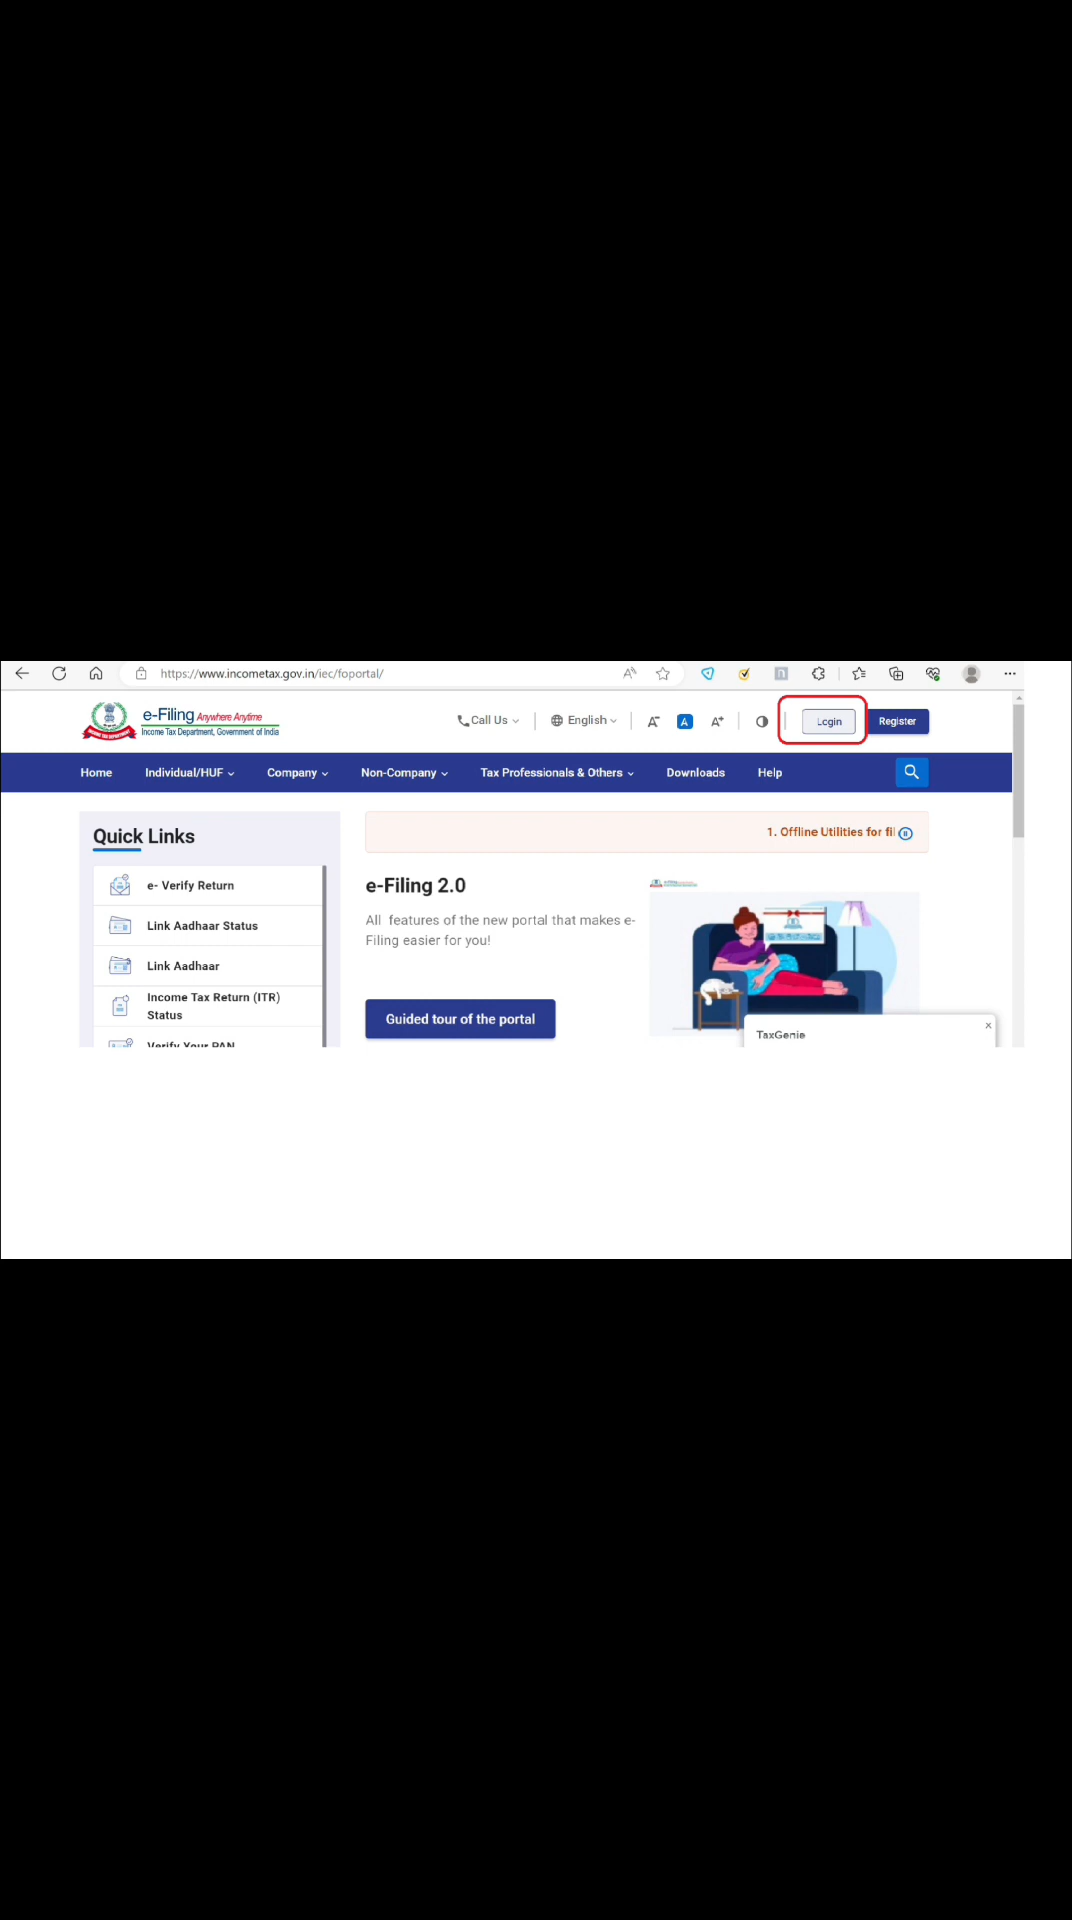 https://www.incometax.gov.in/iec/foportal/
e-Filing Anywhere Anytime
Income Tax Department, Government of India
Call Us
English
A-
A
A+
Login
Register
Home
Individual/HUF
Company
Non-Company
Tax Professionals & Others
Downloads
Help
Quick Links
e- Verify Return
Link Aadhaar Status
Link Aadhaar
Income Tax Return (ITR)
Status
Verify Your PAN
1. Offline Utilities for fil
e-Filing 2.0
All features of the new portal that makes e-
Filing easier for you!
Guided tour of the portal
TaxGenie